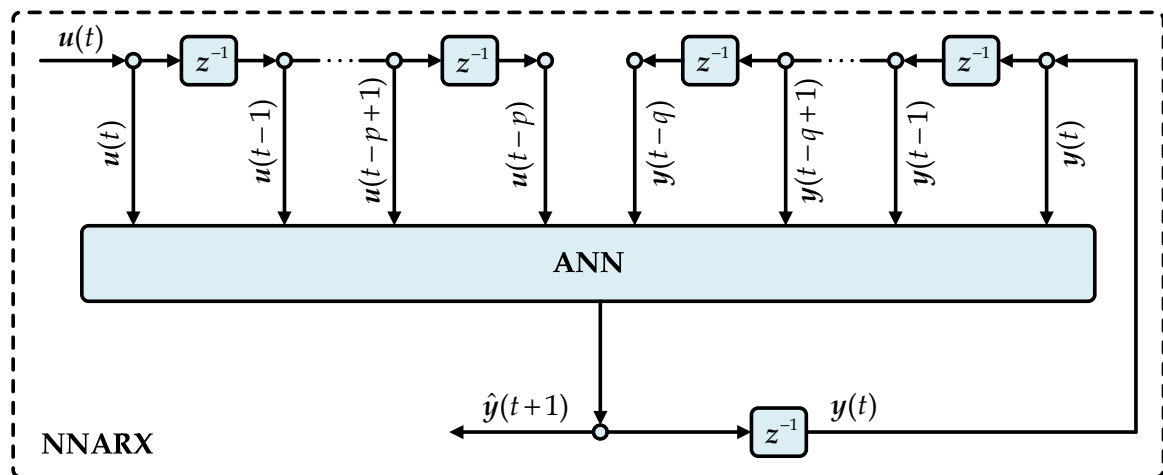 u(t)
z⁻¹ ··· z⁻¹ z⁻¹ ··· z⁻¹
u(t)
u(t−1)
u(t−p+1)
u(t−p)
y(t−q)
y(t−q+1)
y(t−1)
y(t)
ANN
ŷ(t+1)
z⁻¹
y(t)
NNARX